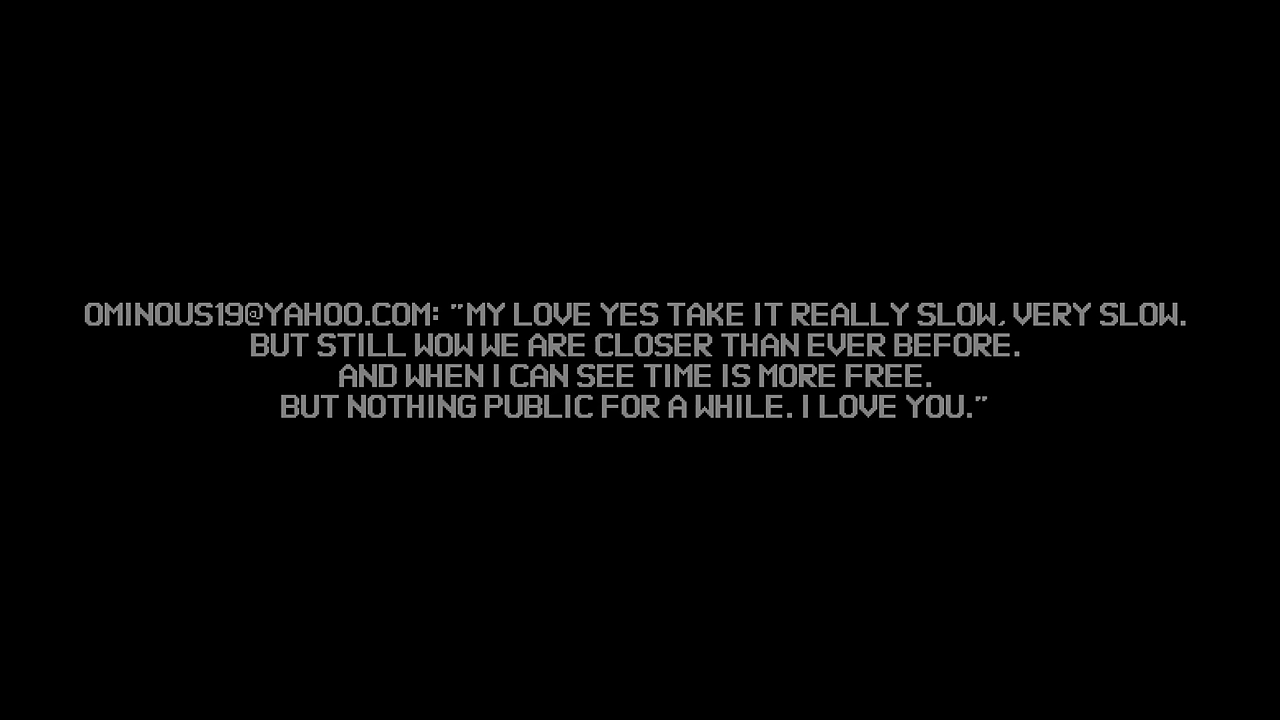 OMINOUS19@YAHOO.COM: "MY LOVE YES TAKE IT REALLY SLOW, VERY SLOW.
BUT STILL WOW WE ARE CLOSER THAN EVER BEFORE.
AND WHEN I CAN SEE TIME IS MORE FREE.
BUT NOTHING PUBLIC FOR A WHILE. I LOVE YOU."